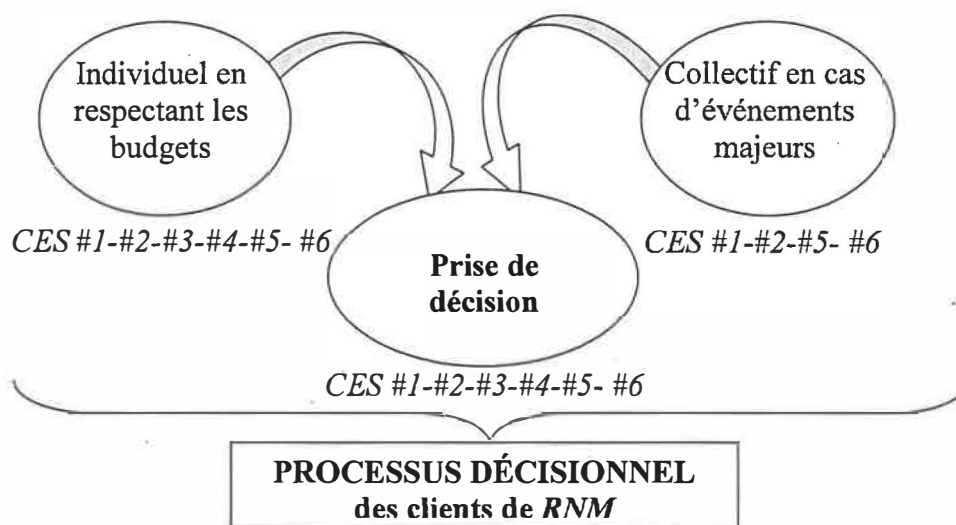 Individuel en
respectant les
budgets
CES #1-#2-#3-#4-#5- #6
Collectif en cas
d'événements
majeurs
CES #1-#2-#5- #6
Prise de
décision
CES #1-#2-#3-#4-#5- #6
PROCESSUS DÉCISIONNEL
des clients de RNM